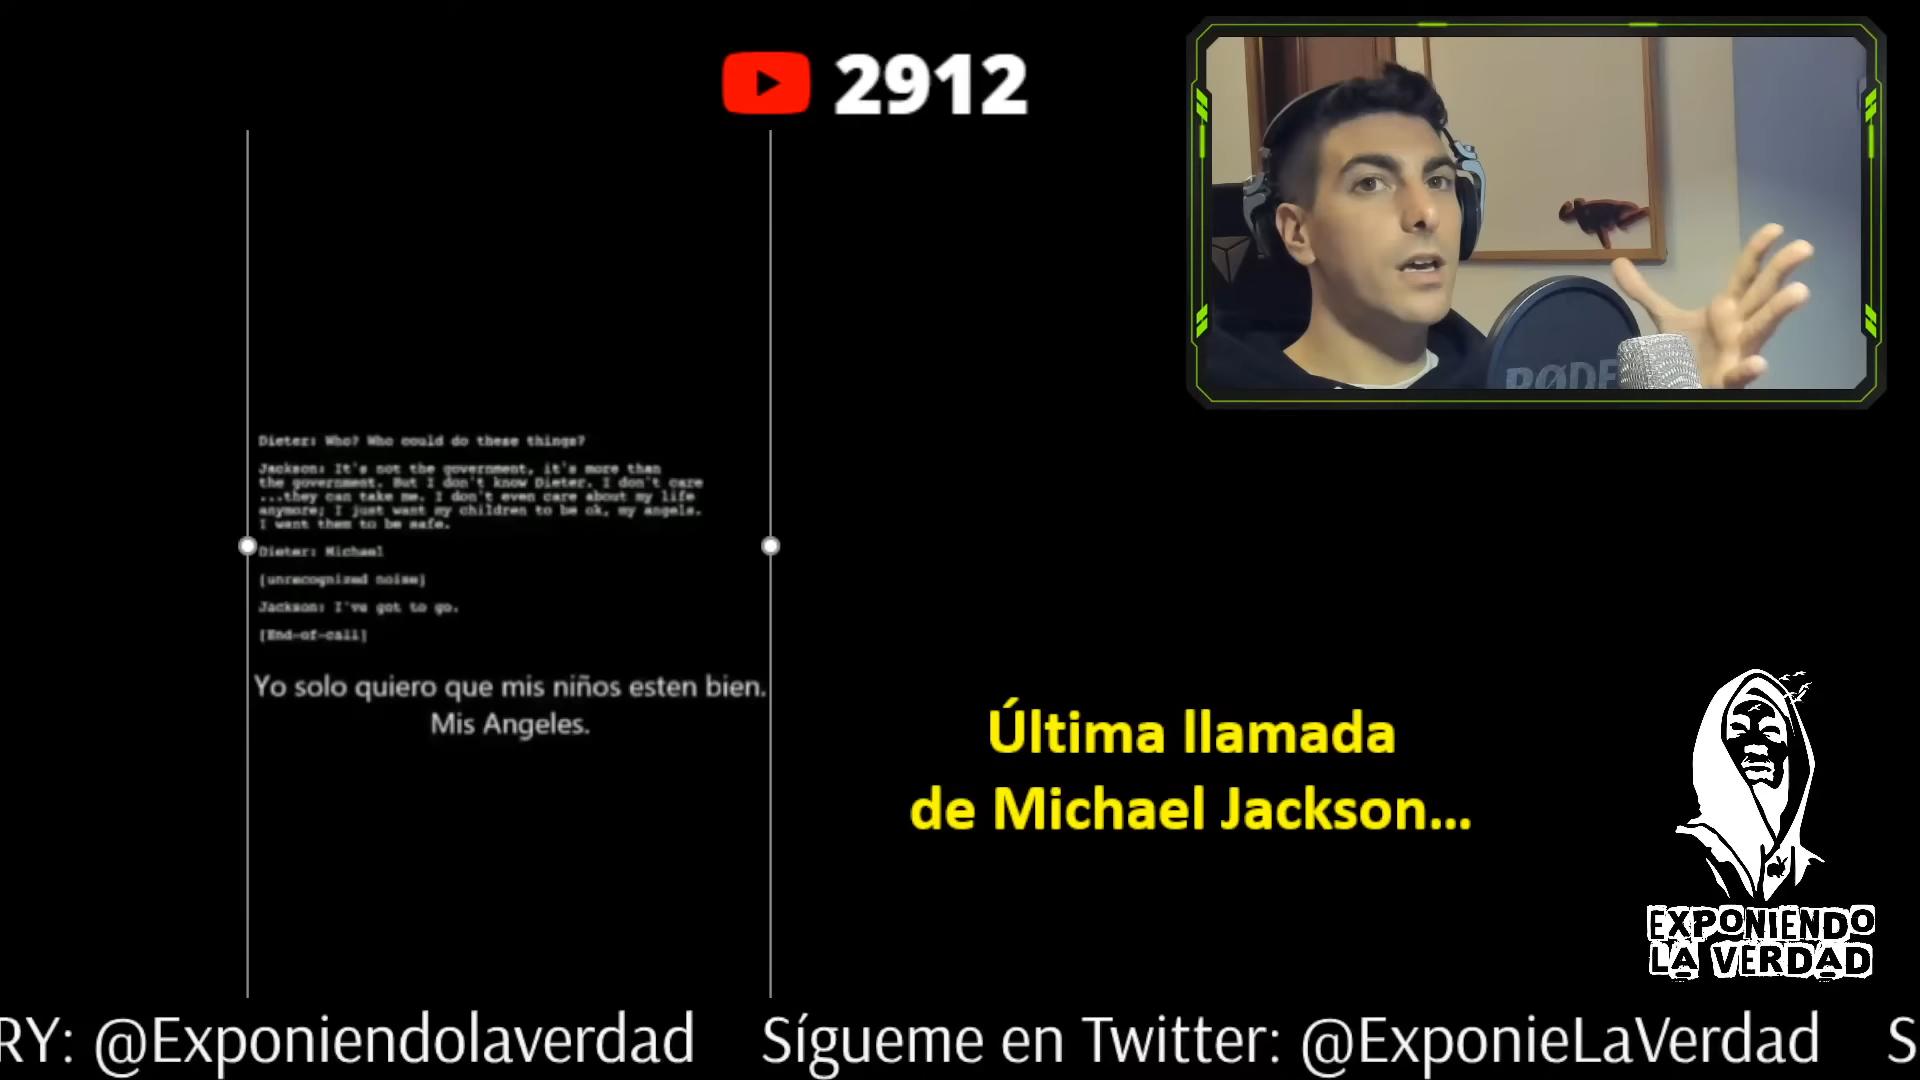 2912
RØDE
Dieter: Who? Who could do these things?
Jackson: It's not the government, it's more than
the government. But I don't know Dieter. I don't care
...they can take me. I don't even care about my life
anymore; I just want my children to be ok, my angels.
I want them to be safe.
Dieter: Michael
[unrecognized noise]
Jackson: I've got to go.
[End-of-call]
Yo solo quiero que mis niños esten bien.
Mis Angeles.
Última llamada
de Michael Jackson...
EXPONIENDO
LA VERDAD
RY: @Exponiendolaverdad Sígueme en Twitter: @ExponieLaVerdad S